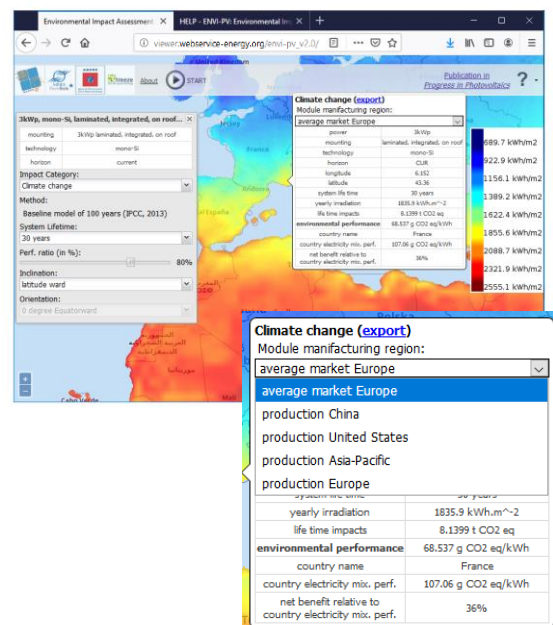 Environmental Impact Assessment
HELP - ENVI-PV: Environmental Im
viewer.webservice-energy.org/envi-pv_v2.0/
United Kingdom
treeze
About
START
Publication in
Progress in Photovoltaics
?
3kWp, mono-Si, laminated, integrated, on roof...
mounting 3kWp laminated, integrated, on roof
technology mono-Si
horizon current
Impact Category:
Climate change
Method:
Baseline model of 100 years (IPCC, 2013)
System Lifetime:
30 years
Perf. ratio (in %):
80%
Inclination:
latitude ward
Orientation:
0 degree Equatorward
Jersey
France
Andorra
Climate change (export)
Module manifacturing region:
average market Europe
power 3kWp
mounting laminated, integrated, on roof
technology mono-Si
horizon CUR
longitude 6.152
latitude 43.36
system life time 30 years
yearly irradiation 1835.9 kWh.m^-2
life time impacts 8.1399 t CO2 eq
environmental performance 68.537 g CO2 eq/kWh
country name France
country electricity mix. perf. 107.06 g CO2 eq/kWh
net benefit relative to
country electricity mix. perf. 36%
689.7 kWh/m2
922.9 kWh/m2
1156.1 kWh/m2
1389.2 kWh/m2
1622.4 kWh/m2
1855.6 kWh/m2
2088.7 kWh/m2
2321.9 kWh/m2
2555.1 kWh/m2
Mali
Cabo Verde
Polska
Climate change (export)
Module manifacturing region:
average market Europe
average market Europe
production China
production United States
production Asia-Pacific
production Europe
yearly irradiation 1835.9 kWh.m^-2
life time impacts 8.1399 t CO2 eq
environmental performance 68.537 g CO2 eq/kWh
country name France
country electricity mix. perf. 107.06 g CO2 eq/kWh
net benefit relative to
country electricity mix. perf. 36%